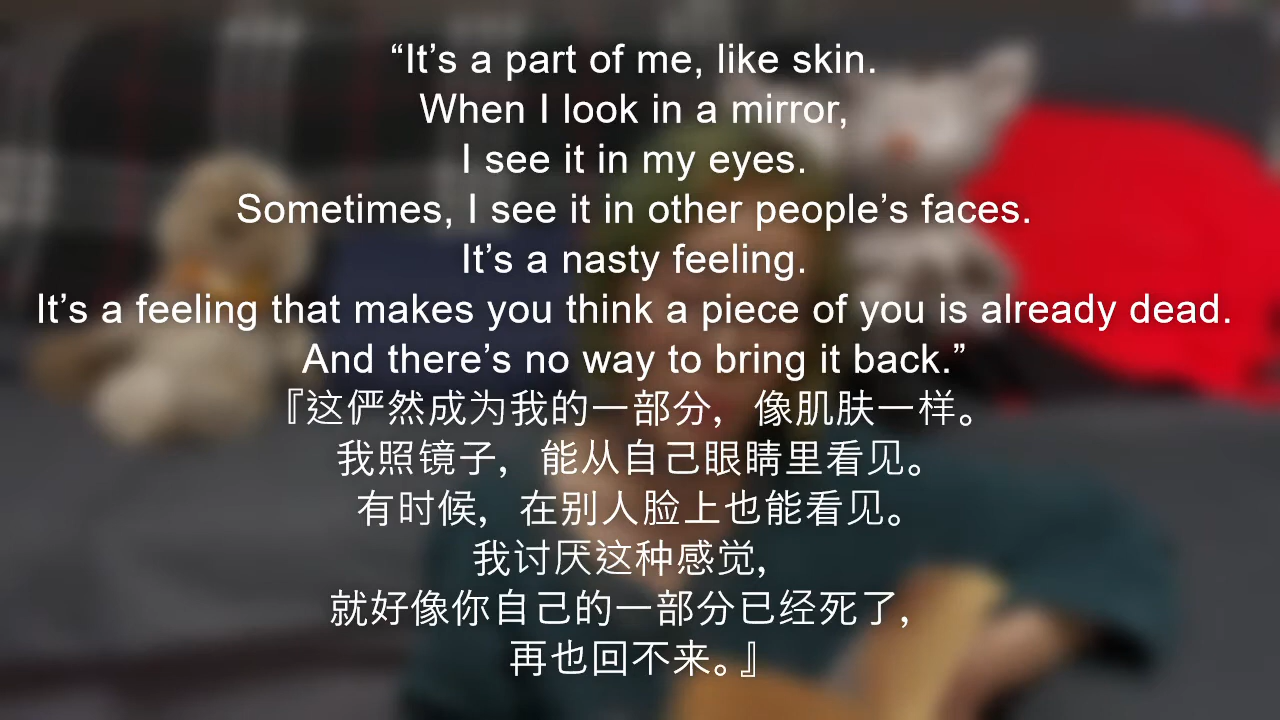 “It’s a part of me, like skin.
When I look in a mirror,
I see it in my eyes.
Sometimes, I see it in other people’s faces.
It’s a nasty feeling.
It’s a feeling that makes you think a piece of you is already dead.
And there’s no way to bring it back.”
『这俨然成为我的一部分，像肌肤一样。
我照镜子，能从自己眼睛里看见。
有时候，在别人脸上也能看见。
我讨厌这种感觉，
就好像你自己的一部分已经死了，
再也回不来。』